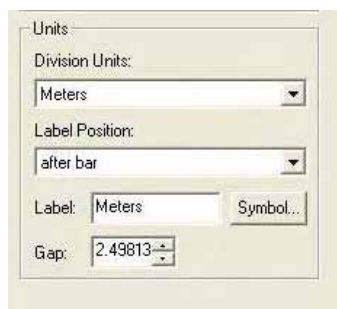 Units
Division Units:
Meters
Label Position:
after bar
Label: Meters Symbol...
Gap: 2.49813